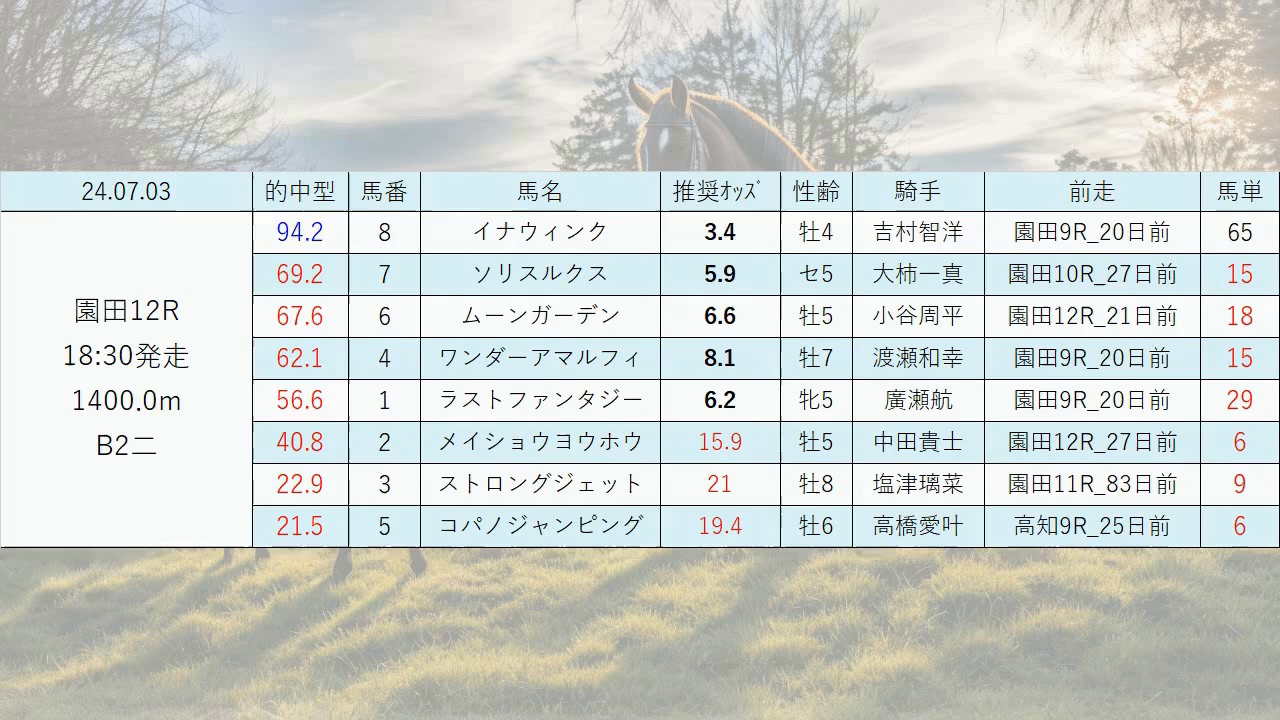 24.07.03 的中型 馬番 馬名 推奨ｵｯｽﾞ 性齢 騎手 前走 馬単
園田12R
18:30発走
1400.0m
B2二
94.2 8 イナウィンク 3.4 牡4 吉村智洋 園田9R_20日前 65
69.2 7 ソリスルクス 5.9 セ5 大柿一真 園田10R_27日前 15
67.6 6 ムーンガーデン 6.6 牡5 小谷周平 園田12R_21日前 18
62.1 4 ワンダーアマルフィ 8.1 牡7 渡瀬和幸 園田9R_20日前 15
56.6 1 ラストファンタジー 6.2 牝5 廣瀬航 園田9R_20日前 29
40.8 2 メイショウヨウホウ 15.9 牡5 中田貴士 園田12R_27日前 6
22.9 3 ストロングジェット 21 牡8 塩津璃菜 園田11R_83日前 9
21.5 5 コパノジャンピング 19.4 牡6 高橋愛叶 高知9R_25日前 6